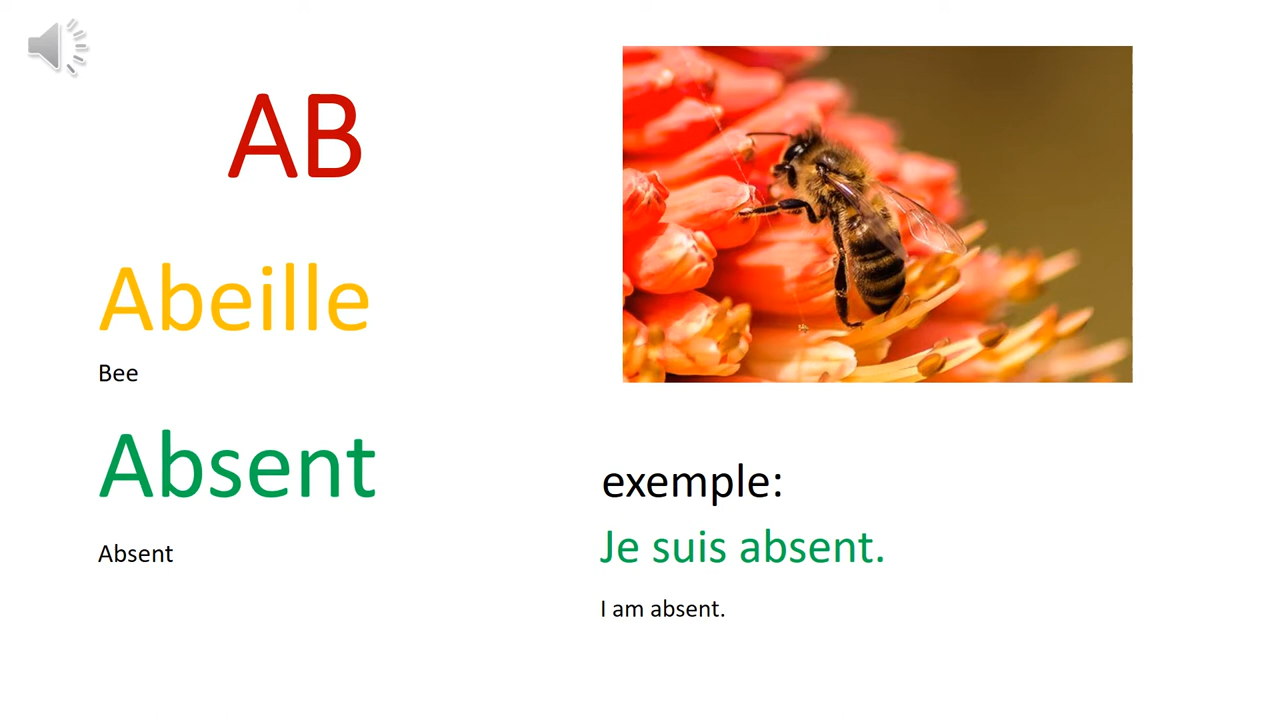 AB
Abeille
Bee
Absent
Absent
exemple:
Je suis absent.
I am absent.